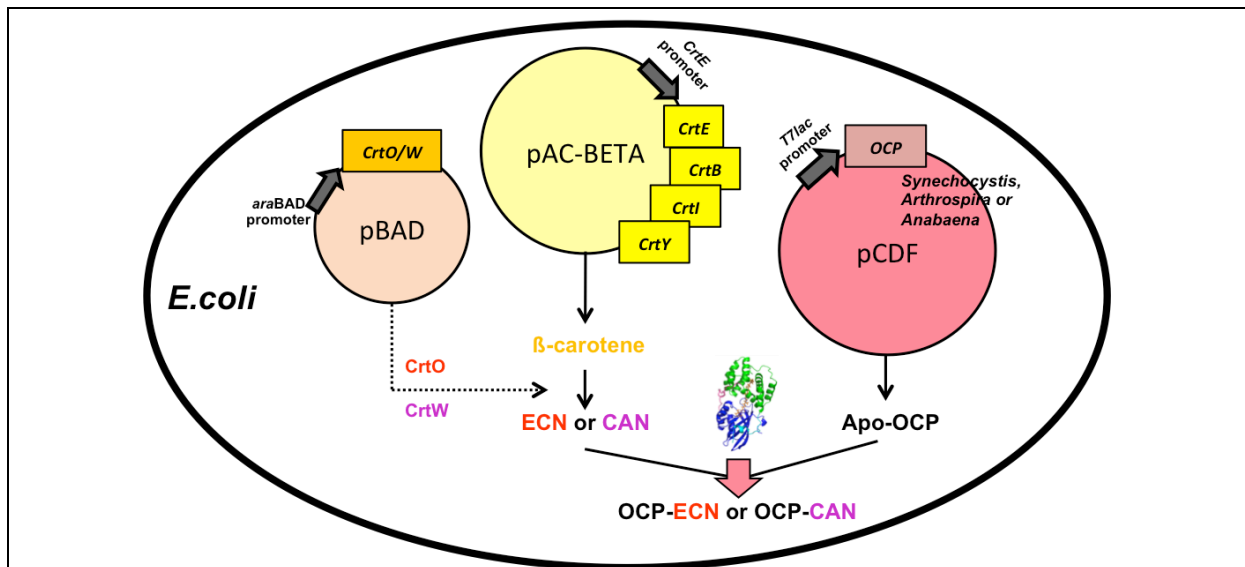 CrtE
promoter
CrtE
CrtB
CrtI
CrtY
pAC-BETA
CrtO/W
araBAD
promoter
pBAD
T7lac
promoter
OCP
Synechocystis,
Arthrospira or
Anabaena
pCDF
E.coli
ß-carotene
CrtO
CrtW
ECN or CAN
Apo-OCP
OCP-ECN or OCP-CAN